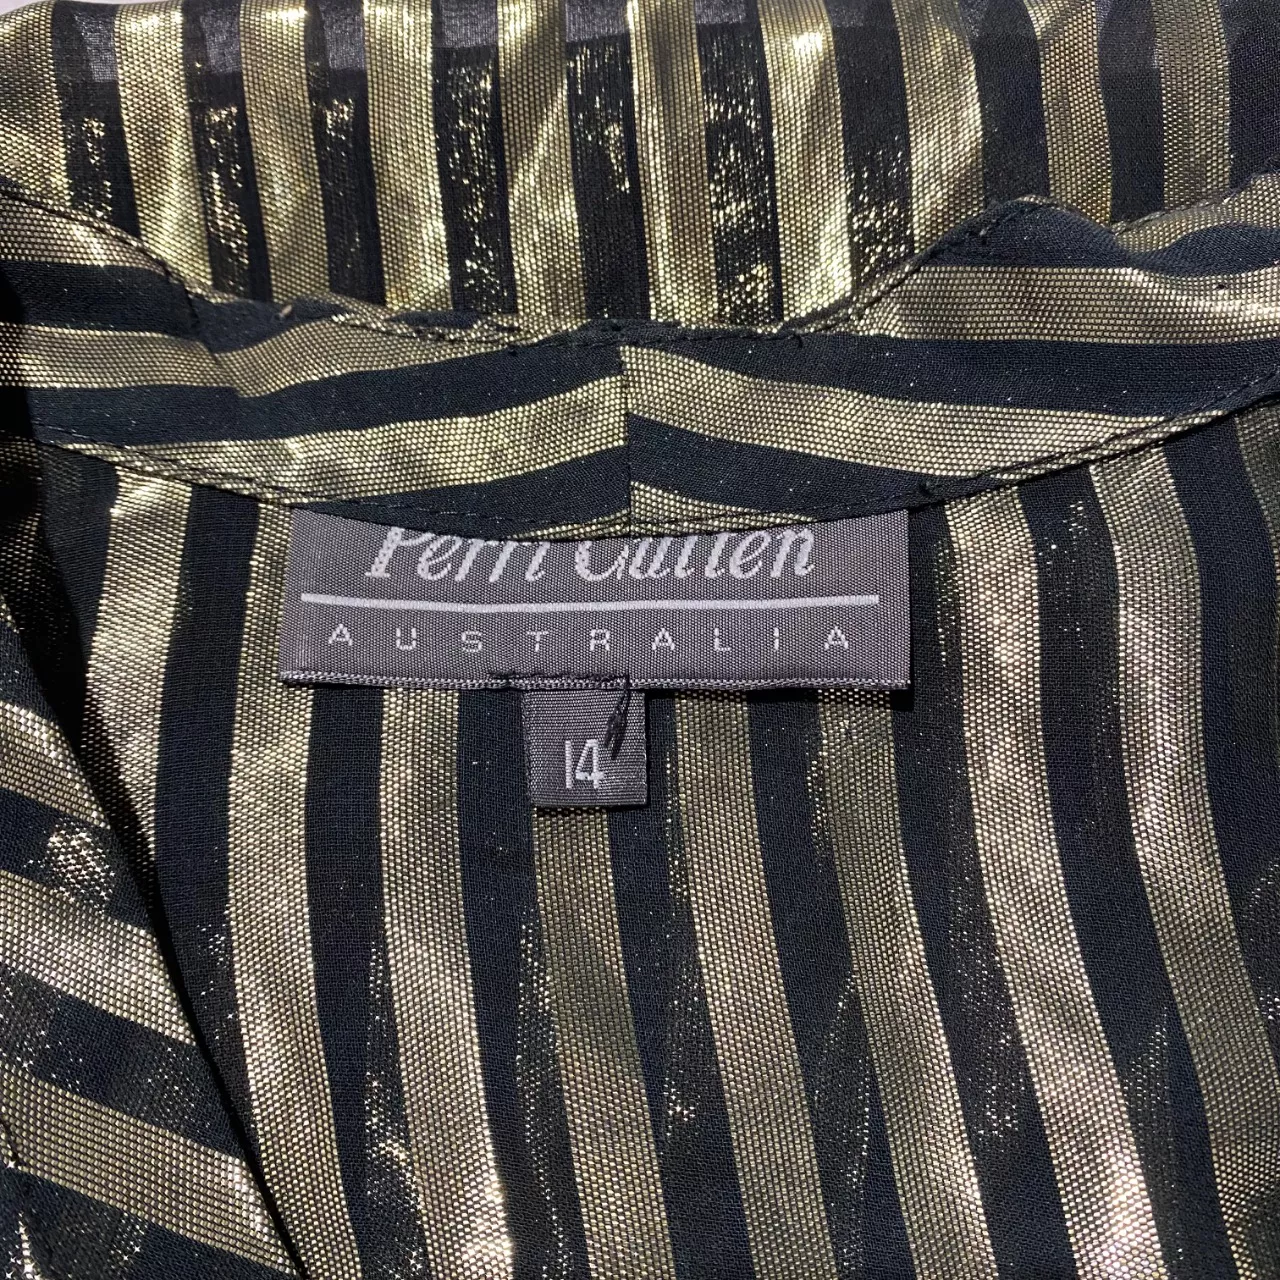 Perri Cutten
AUSTRALIA
14